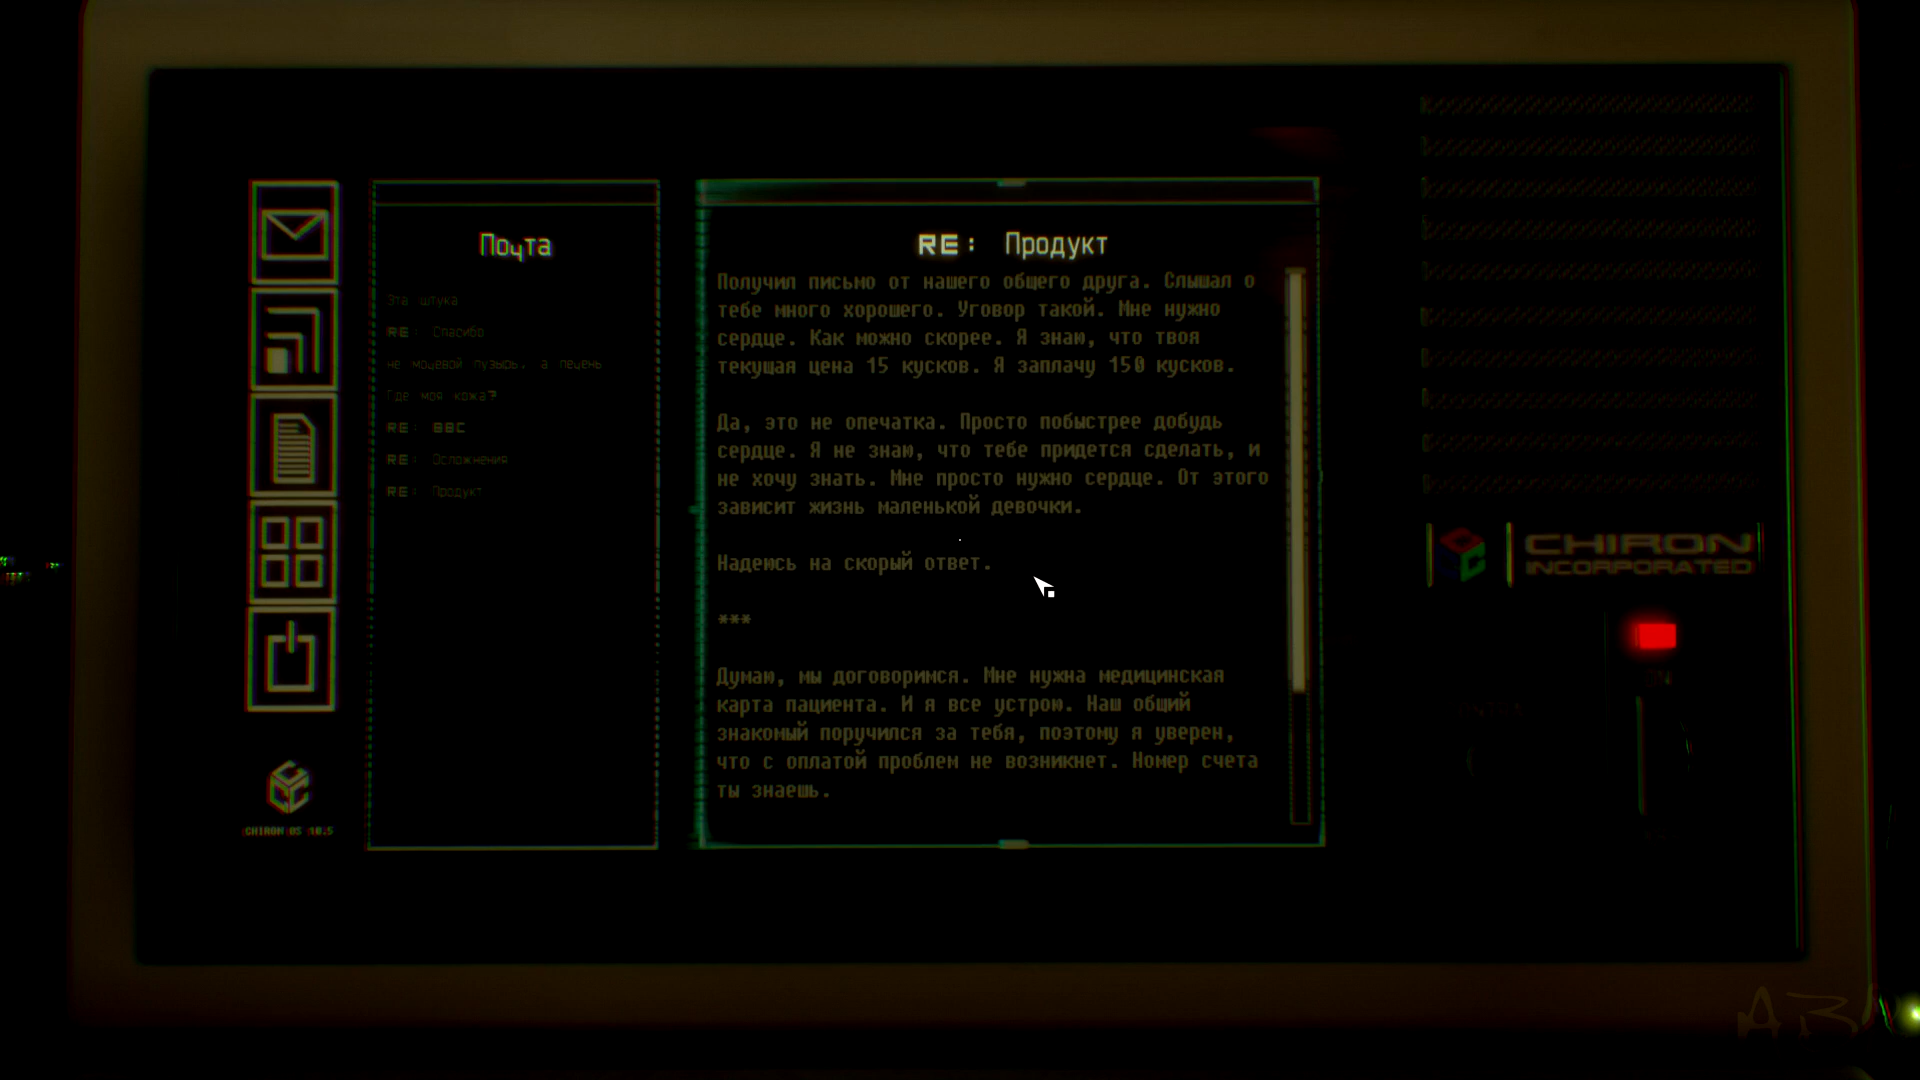 Почта
Эта штука
RE: Спасибо
не мочевой пузырь, а печень
Где моя кожа?
RE: BBC
RE: Осложнения
RE: Продукт
RE: Продукт
Получил письмо от нашего общего друга. Слышал о
тебе много хорошего. Уговор такой. Мне нужно
сердце. Как можно скорее. Я знаю, что твоя
текущая цена 15 кусков. Я заплачу 150 кусков.
Да, это не опечатка. Просто побыстрее добудь
сердце. Я не знаю, что тебе придется сделать, и
не хочу знать. Мне просто нужно сердце. От этого
зависит жизнь маленькой девочки.
Надеюсь на скорый ответ.
***
Думаю, мы договоримся. Мне нужна медицинская
карта пациента. И я все устрою. Наш общий
знакомый поручился за тебя, поэтому я уверен,
что с оплатой проблем не возникнет. Номер счета
ты знаешь.
CHIRON OS 10.5
CHIRON
INCORPORATED
ON